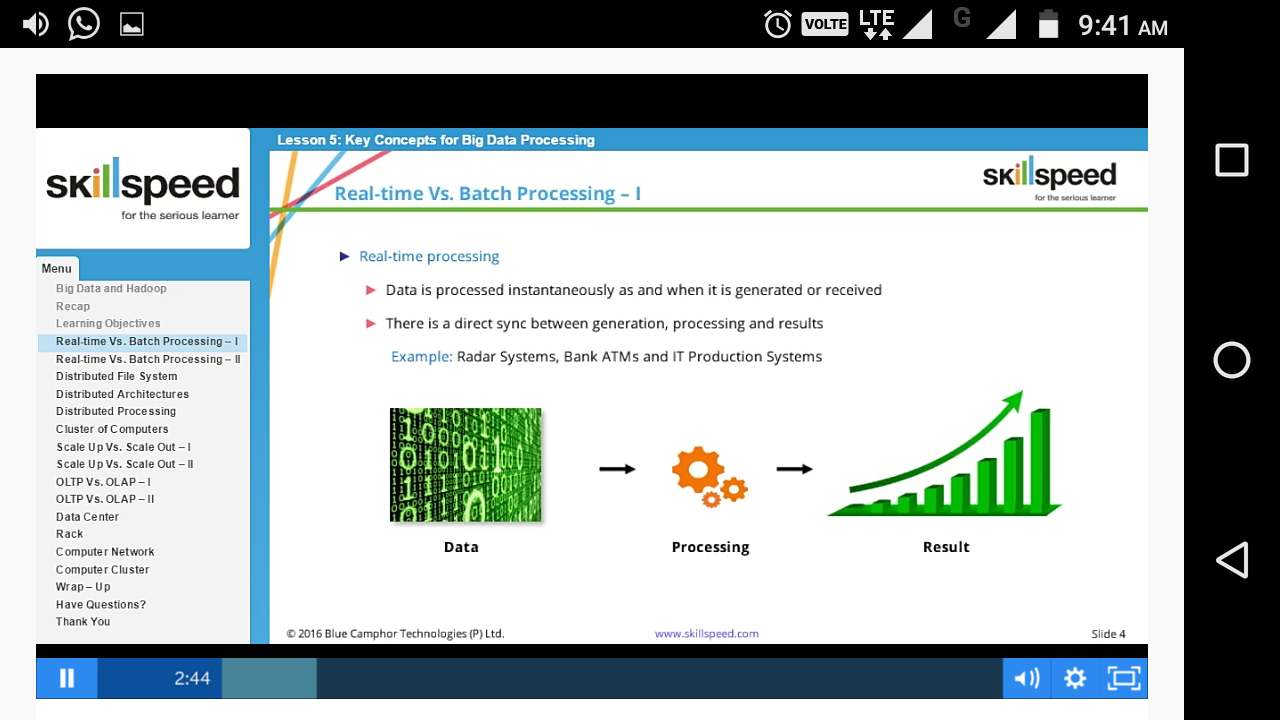 VOLTE LTE G 9:41 AM
Lesson 5: Key Concepts for Big Data Processing
skillspeed
for the serious learner
Menu
Big Data and Hadoop
Recap
Learning Objectives
Real-time Vs. Batch Processing – I
Real-time Vs. Batch Processing – II
Distributed File System
Distributed Architectures
Distributed Processing
Cluster of Computers
Scale Up Vs. Scale Out – I
Scale Up Vs. Scale Out – II
OLTP Vs. OLAP – I
OLTP Vs. OLAP – II
Data Center
Rack
Computer Network
Computer Cluster
Wrap – Up
Have Questions?
Thank You
Real-time Vs. Batch Processing – I
skillspeed
for the serious learner
Real-time processing
Data is processed instantaneously as and when it is generated or received
There is a direct sync between generation, processing and results
Example: Radar Systems, Bank ATMs and IT Production Systems
Data Processing Result
© 2016 Blue Camphor Technologies (P) Ltd. www.skillspeed.com Slide 4
2:44